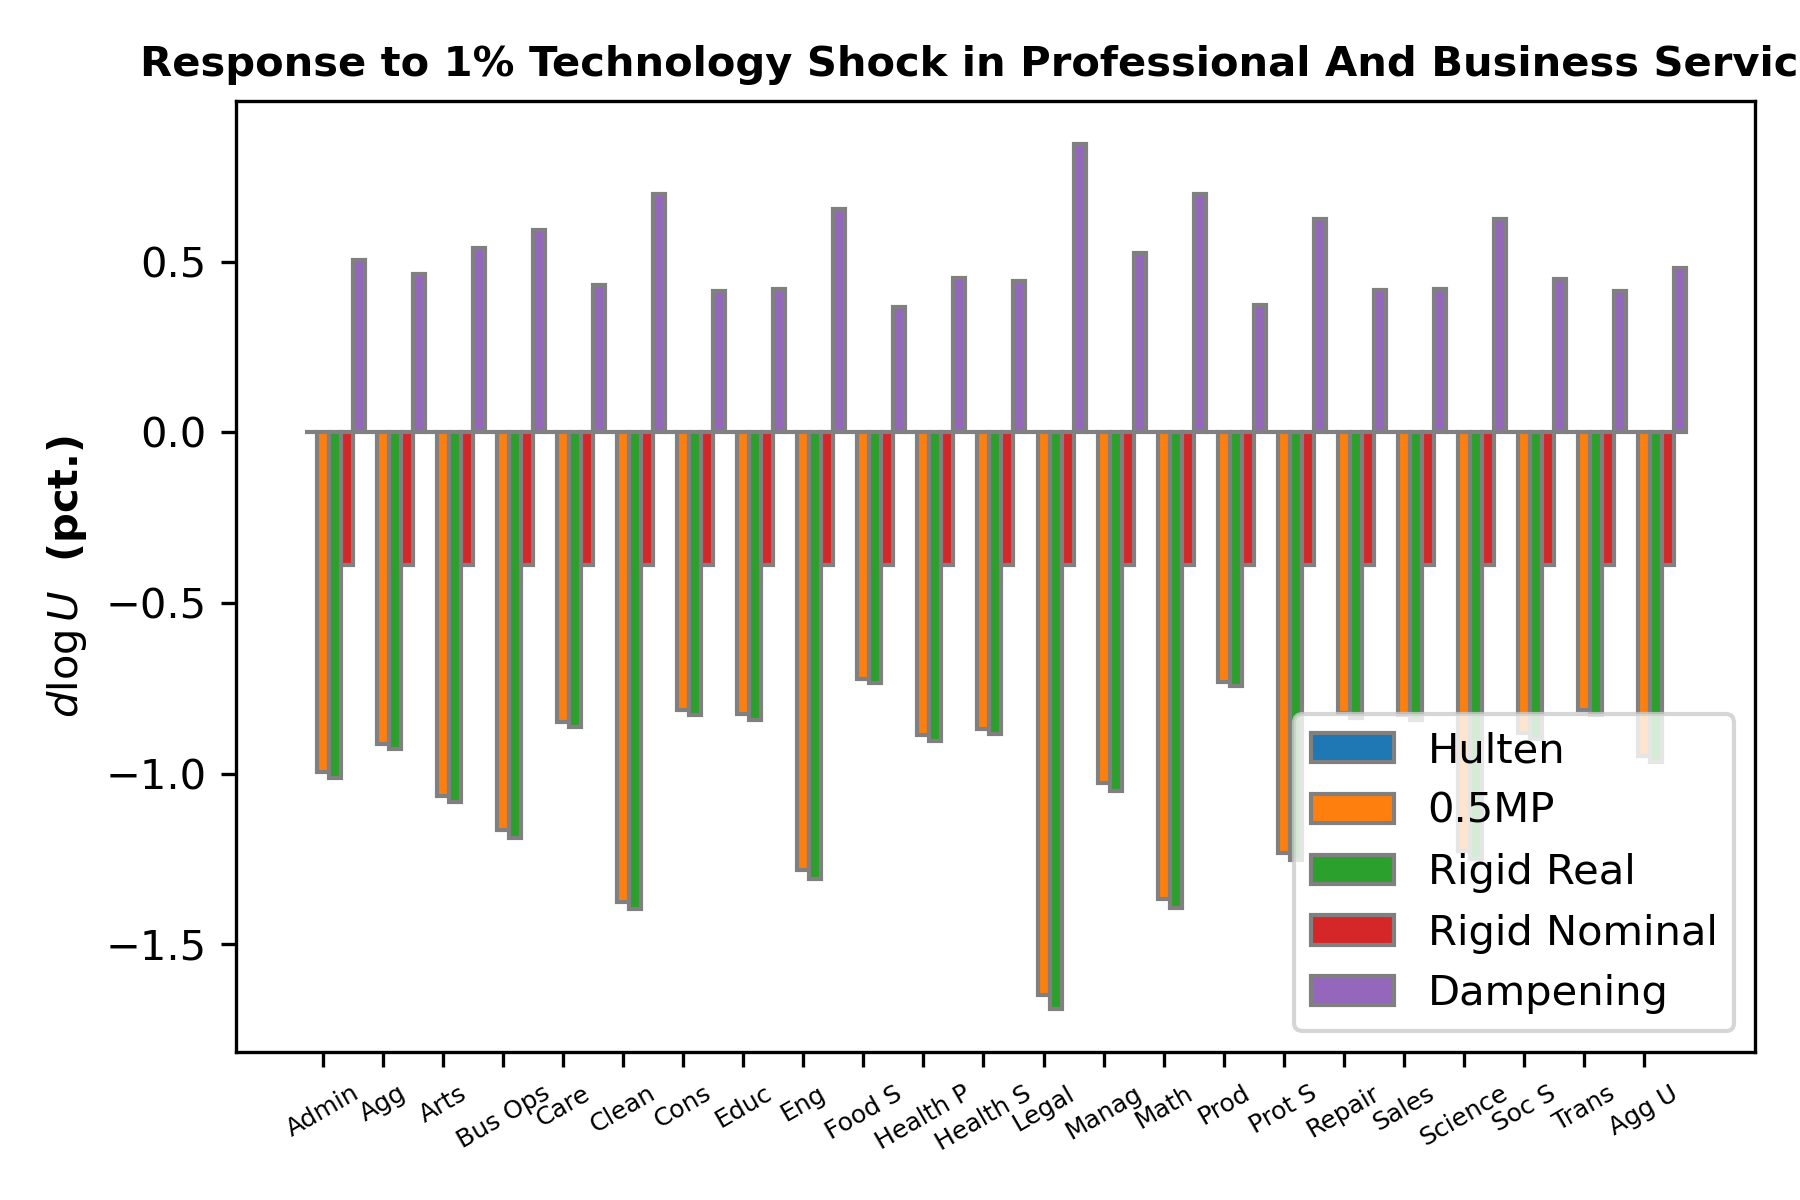 Response to 1% Technology Shock in Professional And Business Servic
dlog U (pct.)
0.5
0.0
−0.5
−1.0
−1.5
Hulten
0.5MP
Rigid Real
Rigid Nominal
Dampening
Admin
Agg
Arts
Bus Ops
Care
Clean
Cons
Educ
Eng
Food S
Health P
Health S
Legal
Manag
Math
Prod
Prot S
Repair
Sales
Science
Soc S
Trans
Agg U